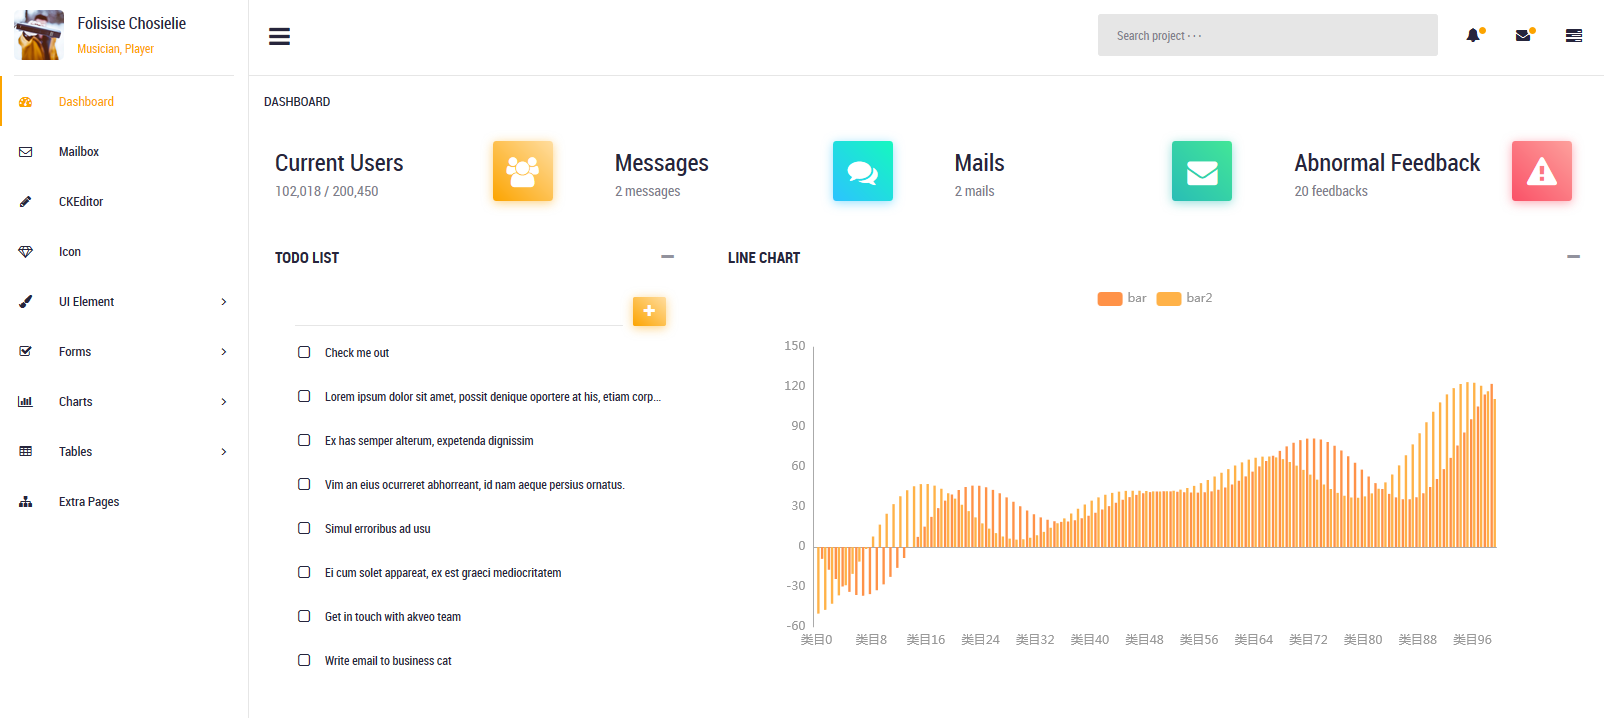 Folisise Chosielie
Musician, Player
Dashboard
Mailbox
CKEditor
Icon
UI Element
Forms
Charts
Tables
Extra Pages
Search project · · ·
DASHBOARD
Current Users
102,018 / 200,450
Messages
2 messages
Mails
2 mails
Abnormal Feedback
20 feedbacks
TODO LIST
Check me out
Lorem ipsum dolor sit amet, possit denique oportere at his, etiam corp...
Ex has semper alterum, expetenda dignissim
Vim an eius ocurreret abhorreant, id nam aeque persius ornatus.
Simul erroribus ad usu
Ei cum solet appareat, ex est graeci mediocritatem
Get in touch with akveo team
Write email to business cat
LINE CHART
bar bar2
150
120
90
60
30
0
-30
-60
类目0 类目8 类目16 类目24 类目32 类目40 类目48 类目56 类目64 类目72 类目80 类目88 类目96